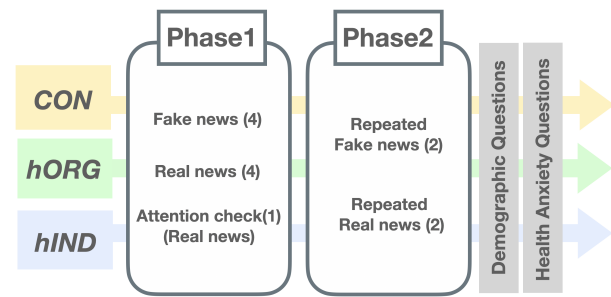 Phase1
Phase2
CON
hORG
hIND
Fake news (4)
Real news (4)
Attention check(1)
(Real news)
Repeated
Fake news (2)
Repeated
Real news (2)
Demographic Questions
Health Anxiety Questions